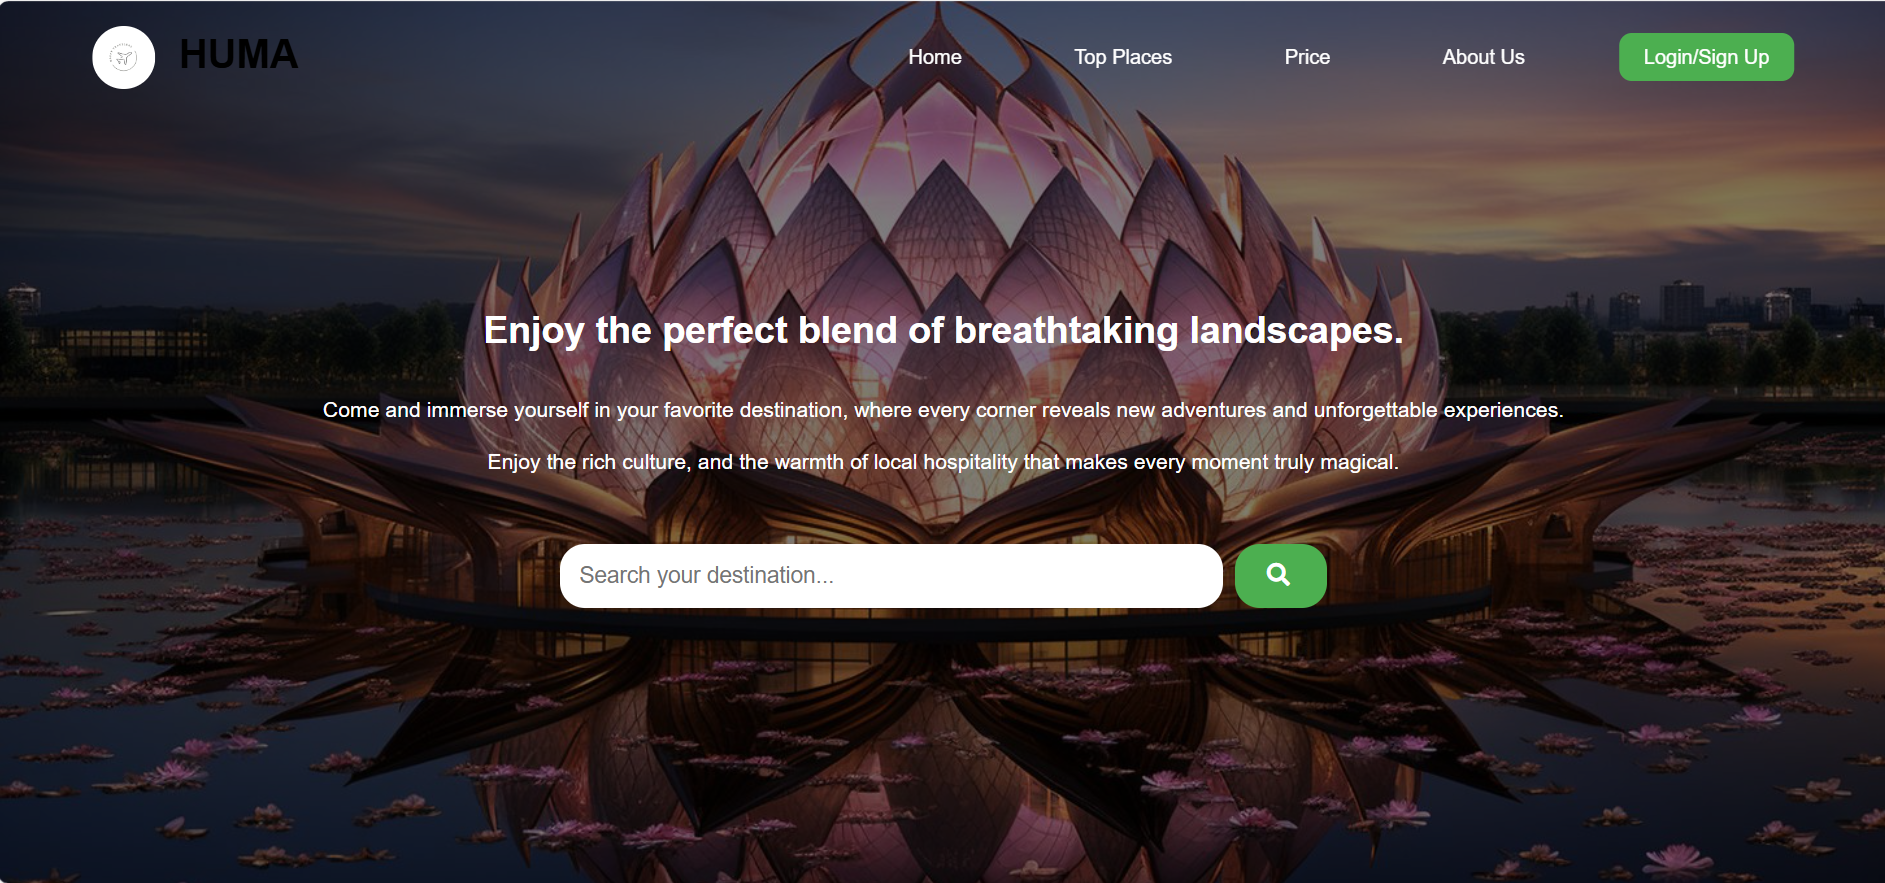 HUMA
Home
Top Places
Price
About Us
Login/Sign Up
Enjoy the perfect blend of breathtaking landscapes.
Come and immerse yourself in your favorite destination, where every corner reveals new adventures and unforgettable experiences.
Enjoy the rich culture, and the warmth of local hospitality that makes every moment truly magical.
Search your destination...